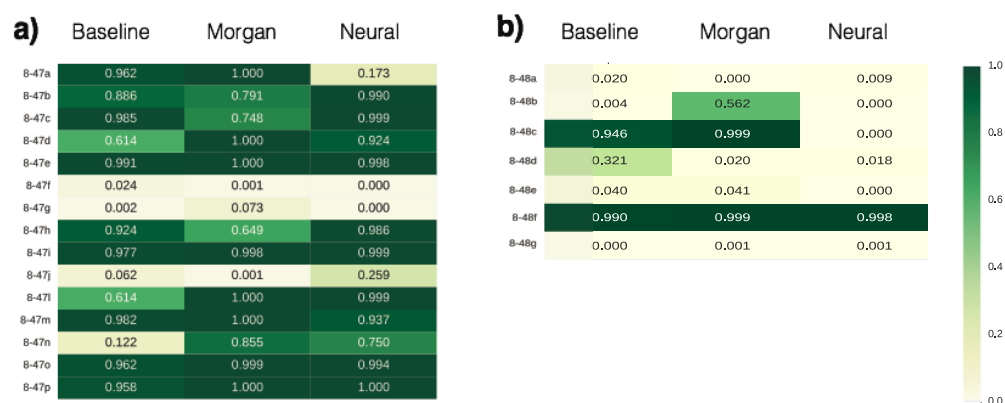 a) Baseline Morgan Neural
8-47a 0.962 1.000 0.173
8-47b 0.886 0.791 0.990
8-47c 0.985 0.748 0.999
8-47d 0.614 1.000 0.924
8-47e 0.991 1.000 0.998
8-47f 0.024 0.001 0.000
8-47g 0.002 0.073 0.000
8-47h 0.924 0.649 0.986
8-47i 0.977 0.998 0.999
8-47j 0.062 0.001 0.259
8-47l 0.614 1.000 0.999
8-47m 0.982 1.000 0.937
8-47n 0.122 0.855 0.750
8-47o 0.962 0.999 0.994
8-47p 0.958 1.000 1.000
b) Baseline Morgan Neural
8-48a 0.020 0.000 0.009
8-48b 0.004 0.562 0.000
8-48c 0.946 0.999 0.000
8-48d 0.321 0.020 0.018
8-48e 0.040 0.041 0.000
8-48f 0.990 0.999 0.998
8-48g 0.000 0.001 0.001
1.0
0.8
0.6
0.4
0.2
0.0